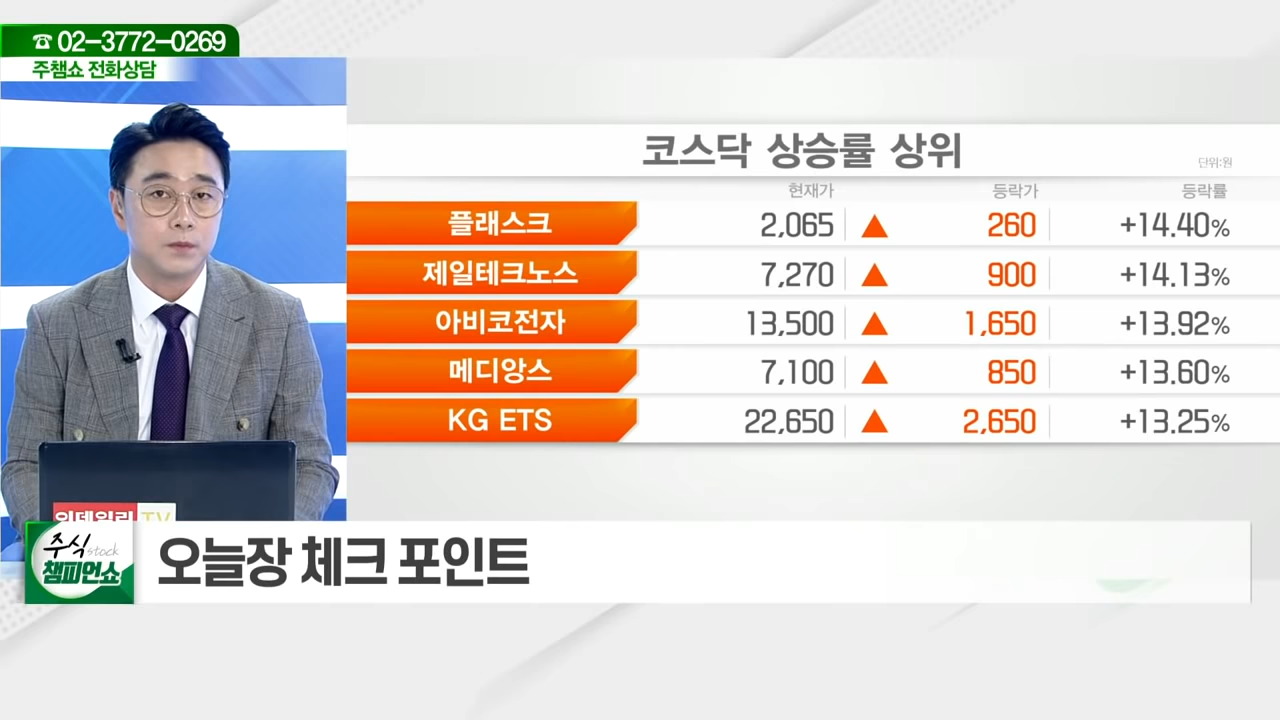 ☎ 02-3772-0269
주챔쇼 전화상담
코스닥 상승률 상위
단위:원
현재가 등락가 등락률
플래스크 2,065 ▲ 260 +14.40%
제일테크노스 7,270 ▲ 900 +14.13%
아비코전자 13,500 ▲ 1,650 +13.92%
메디앙스 7,100 ▲ 850 +13.60%
KG ETS 22,650 ▲ 2,650 +13.25%
이데일리 TV
주식 stock
챔피언쇼
오늘장 체크 포인트